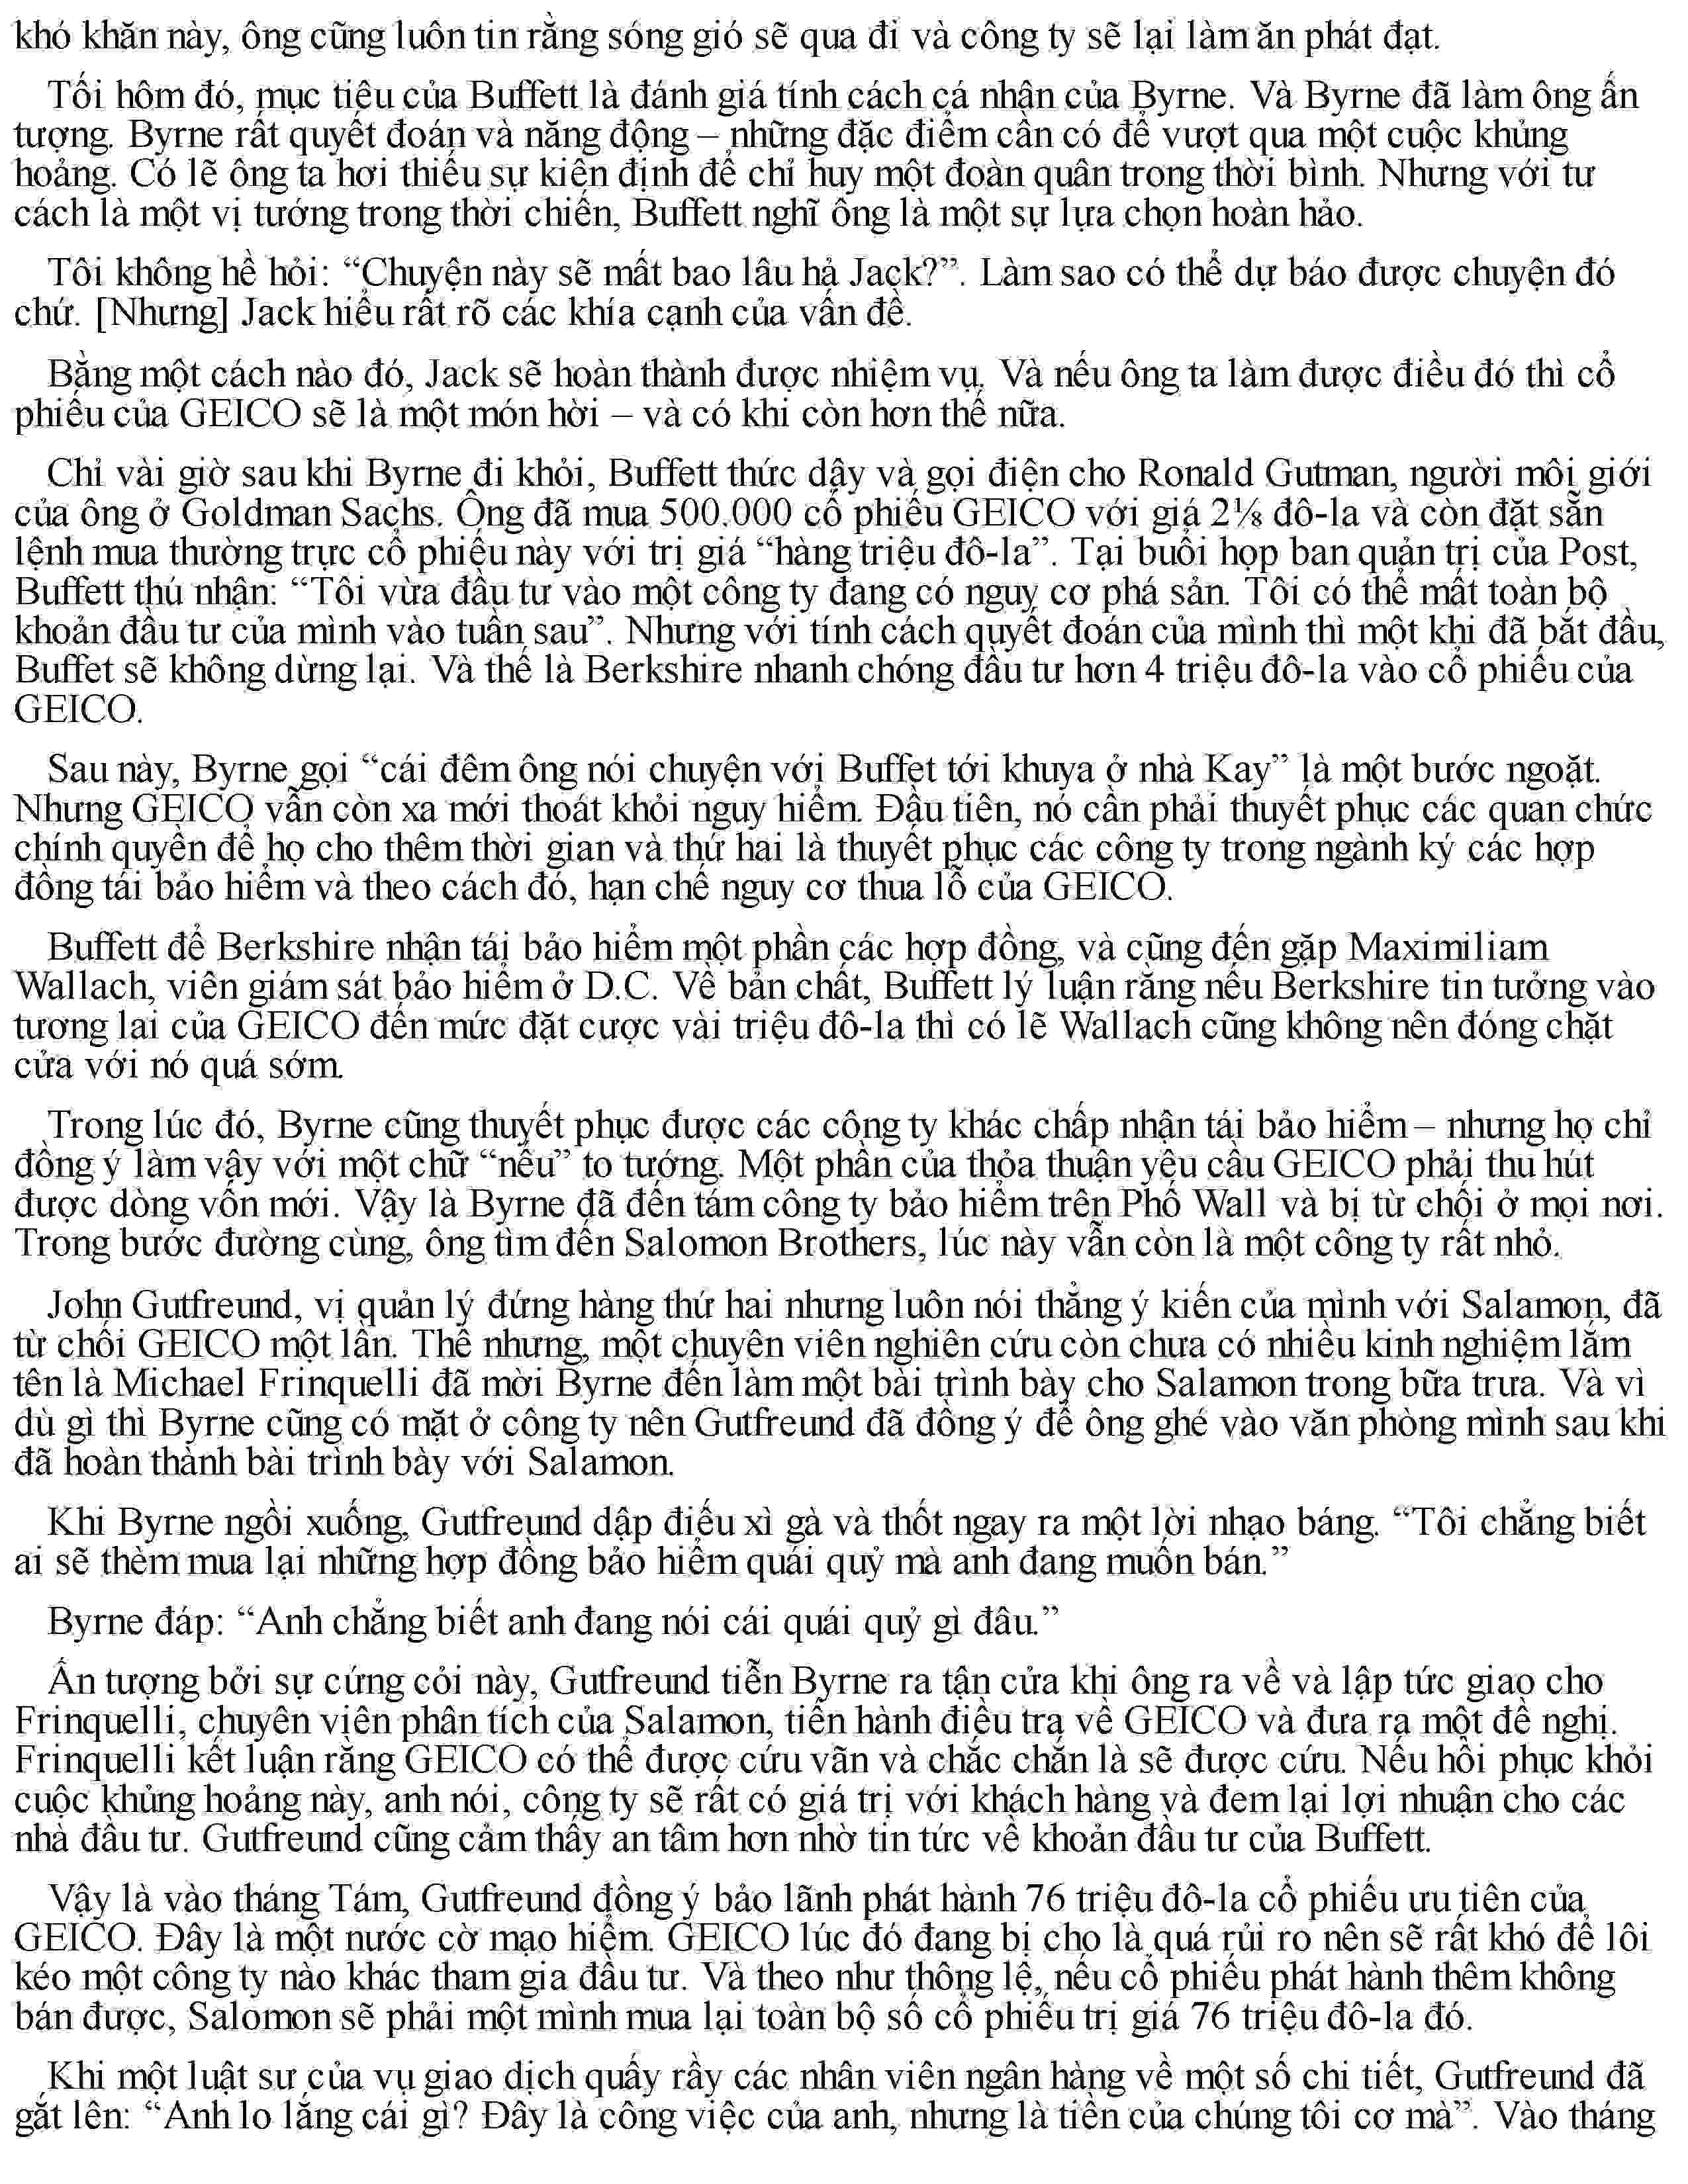 khó khăn này, ông cũng luôn tin rằng sóng gió sẽ qua đi và công ty sẽ lại làm ăn phát đạt.
Tối hôm đó, mục tiêu của Buffett là đánh giá tính cách cá nhận của Byrne. Và Byrne đã làm ông ấn
tượng. Byrne rất quyết đoán và năng động – những đặc điểm cần có để vượt qua một cuộc khủng
hoảng. Có lẽ ông ta hơi thiếu sự kiện định để chỉ huy một đoàn quân trong thời bình. Nhưng với tư
cách là một vị tướng trong thời chiến, Buffett nghĩ ông là một sự lựa chọn hoàn hảo.
Tôi không hề hỏi: “Chuyện này sẽ mất bao lâu hả Jack?”. Làm sao có thể dự báo được chuyện đó
chứ. [Nhưng] Jack hiểu rất rõ các khía cạnh của vấn đề.
Bằng một cách nào đó, Jack sẽ hoàn thành được nhiệm vụ. Và nếu ông ta làm được điều đó thì cổ
phiếu của GEICO sẽ là một món hời – và có khi còn hơn thế nữa.
Chỉ vài giờ sau khi Byrne đi khỏi, Buffett thức dậy và gọi điện cho Ronald Gutman, người môi giới
của ông ở Goldman Sachs. Ông đã mua 500.000 cổ phiếu GEICO với giá 2⅛ đô-la và còn đặt sẵn
lệnh mua thường trực cổ phiếu này với trị giá “hàng triệu đô-la”. Tại buổi họp ban quản trị của Post,
Buffett thú nhận: “Tôi vừa đầu tư vào một công ty đang có nguy cơ phá sản. Tôi có thể mất toàn bộ
khoản đầu tư của mình vào tuần sau”. Nhưng với tính cách quyết đoán của mình thì một khi đã bắt đầu,
Buffet sẽ không dừng lại. Và thế là Berkshire nhanh chóng đầu tư hơn 4 triệu đô-la vào cổ phiếu của
GEICO.
Sau này, Byrne gọi “cái đêm ông nói chuyện với Buffet tới khuya ở nhà Kay” là một bước ngoặt.
Nhưng GEICO vẫn còn xa mới thoát khỏi nguy hiểm. Đầu tiên, nó cần phải thuyết phục các quan chức
chính quyền để họ cho thêm thời gian và thứ hai là thuyết phục các công ty trong ngành ký các hợp
đồng tái bảo hiểm và theo cách đó, hạn chế nguy cơ thua lỗ của GEICO.
Buffett để Berkshire nhận tái bảo hiểm một phần các hợp đồng, và cũng đến gặp Maximiliam
Wallach, viên giám sát bảo hiểm ở D.C. Về bản chất, Buffett lý luận rằng nếu Berkshire tin tưởng vào
tương lai của GEICO đến mức đặt cược vài triệu đô-la thì có lẽ Wallach cũng không nên đóng chặt
cửa với nó quá sớm.
Trong lúc đó, Byrne cũng thuyết phục được các công ty khác chấp nhận tái bảo hiểm – nhưng họ chỉ
đồng ý làm vậy với một chữ “nếu” to tướng. Một phần của thỏa thuận yêu cầu GEICO phải thu hút
được dòng vốn mới. Vậy là Byrne đã đến tám công ty bảo hiểm trên Phố Wall và bị từ chối ở mọi nơi.
Trong bước đường cùng, ông tìm đến Salomon Brothers, lúc này vẫn còn là một công ty rất nhỏ.
John Gutfreund, vị quản lý đứng hàng thứ hai nhưng luôn nói thẳng ý kiến của mình với Salamon, đã
từ chối GEICO một lần. Thế nhưng, một chuyên viên nghiên cứu còn chưa có nhiều kinh nghiệm lắm
tên là Michael Frinquelli đã mời Byrne đến làm một bài trình bày cho Salamon trong bữa trưa. Và vì
dù gì thì Byrne cũng có mặt ở công ty nên Gutfreund đã đồng ý để ông ghé vào văn phòng mình sau khi
đã hoàn thành bài trình bày với Salamon.
Khi Byrne ngồi xuống, Gutfreund dập điếu xì gà và thốt ngay ra một lời nhạo báng. “Tôi chẳng biết
ai sẽ thèm mua lại những hợp đồng bảo hiểm quái quỷ mà anh đang muốn bán.”
Byrne đáp: “Anh chẳng biết anh đang nói cái quái quỷ gì đâu.”
Ấn tượng bởi sự cứng cỏi này, Gutfreund tiễn Byrne ra tận cửa khi ông ra về và lập tức giao cho
Frinquelli, chuyên viên phân tích của Salamon, tiến hành điều tra về GEICO và đưa ra một đề nghị.
Frinquelli kết luận rằng GEICO có thể được cứu vãn và chắc chắn là sẽ được cứu. Nếu hồi phục khỏi
cuộc khủng hoảng này, anh nói, công ty sẽ rất có giá trị với khách hàng và đem lại lợi nhuận cho các
nhà đầu tư. Gutfreund cũng cảm thấy an tâm hơn nhờ tin tức về khoản đầu tư của Buffett.
Vậy là vào tháng Tám, Gutfreund đồng ý bảo lãnh phát hành 76 triệu đô-la cổ phiếu ưu tiên của
GEICO. Đây là một nước cờ mạo hiểm. GEICO lúc đó đang bị cho là quá rủi ro nên sẽ rất khó để lôi
kéo một công ty nào khác tham gia đầu tư. Và theo như thông lệ, nếu cổ phiếu phát hành thêm không
bán được, Salomon sẽ phải một mình mua lại toàn bộ số cổ phiếu trị giá 76 triệu đô-la đó.
Khi một luật sư của vụ giao dịch quấy rầy các nhân viên ngân hàng về một số chi tiết, Gutfreund đã
gắt lên: “Anh lo lắng cái gì? Đây là công việc của anh, nhưng là tiền của chúng tôi cơ mà”. Vào tháng